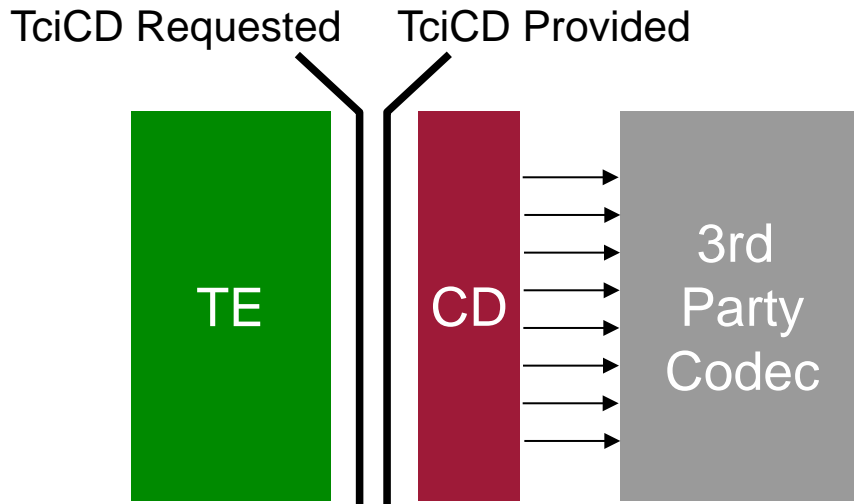 TciCD Requested
TciCD Provided
TE
CD
3rd
Party
Codec